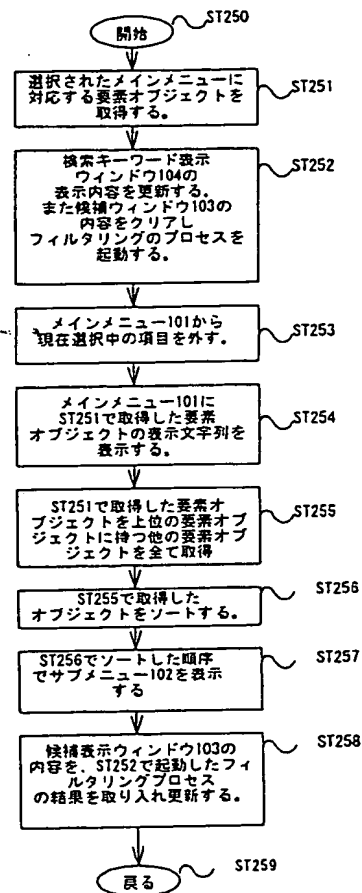 開始
ST250
選択されたメインメニューに
対応する要素オブジェクトを
取得する。
ST251
検索キーワード表示
ウィンドウ104の
表示内容を更新する。
また候補ウィンドウ103の
内容をクリアし
フィルタリングのプロセスを
起動する。
ST252
メインメニュー101から
現在選択中の項目を外す。
ST253
メインメニュー101に
ST251で取得した要素
オブジェクトの表示文字列を
表示する。
ST254
ST251で取得した要素オ
ブジェクトを上位の要素オブ
ジェクトに持つ他の要素オブ
ジェクトを全て取得
ST255
ST255で取得した
オブジェクトをソートする。
ST256
ST256でソートした順序
でサブメニュー102を表示
する
ST257
候補表示ウィンドウ103の
内容を、ST252で起動したフィ
ルタリングプロセス
の結果を取り入れ更新する。
ST258
戻る
ST259